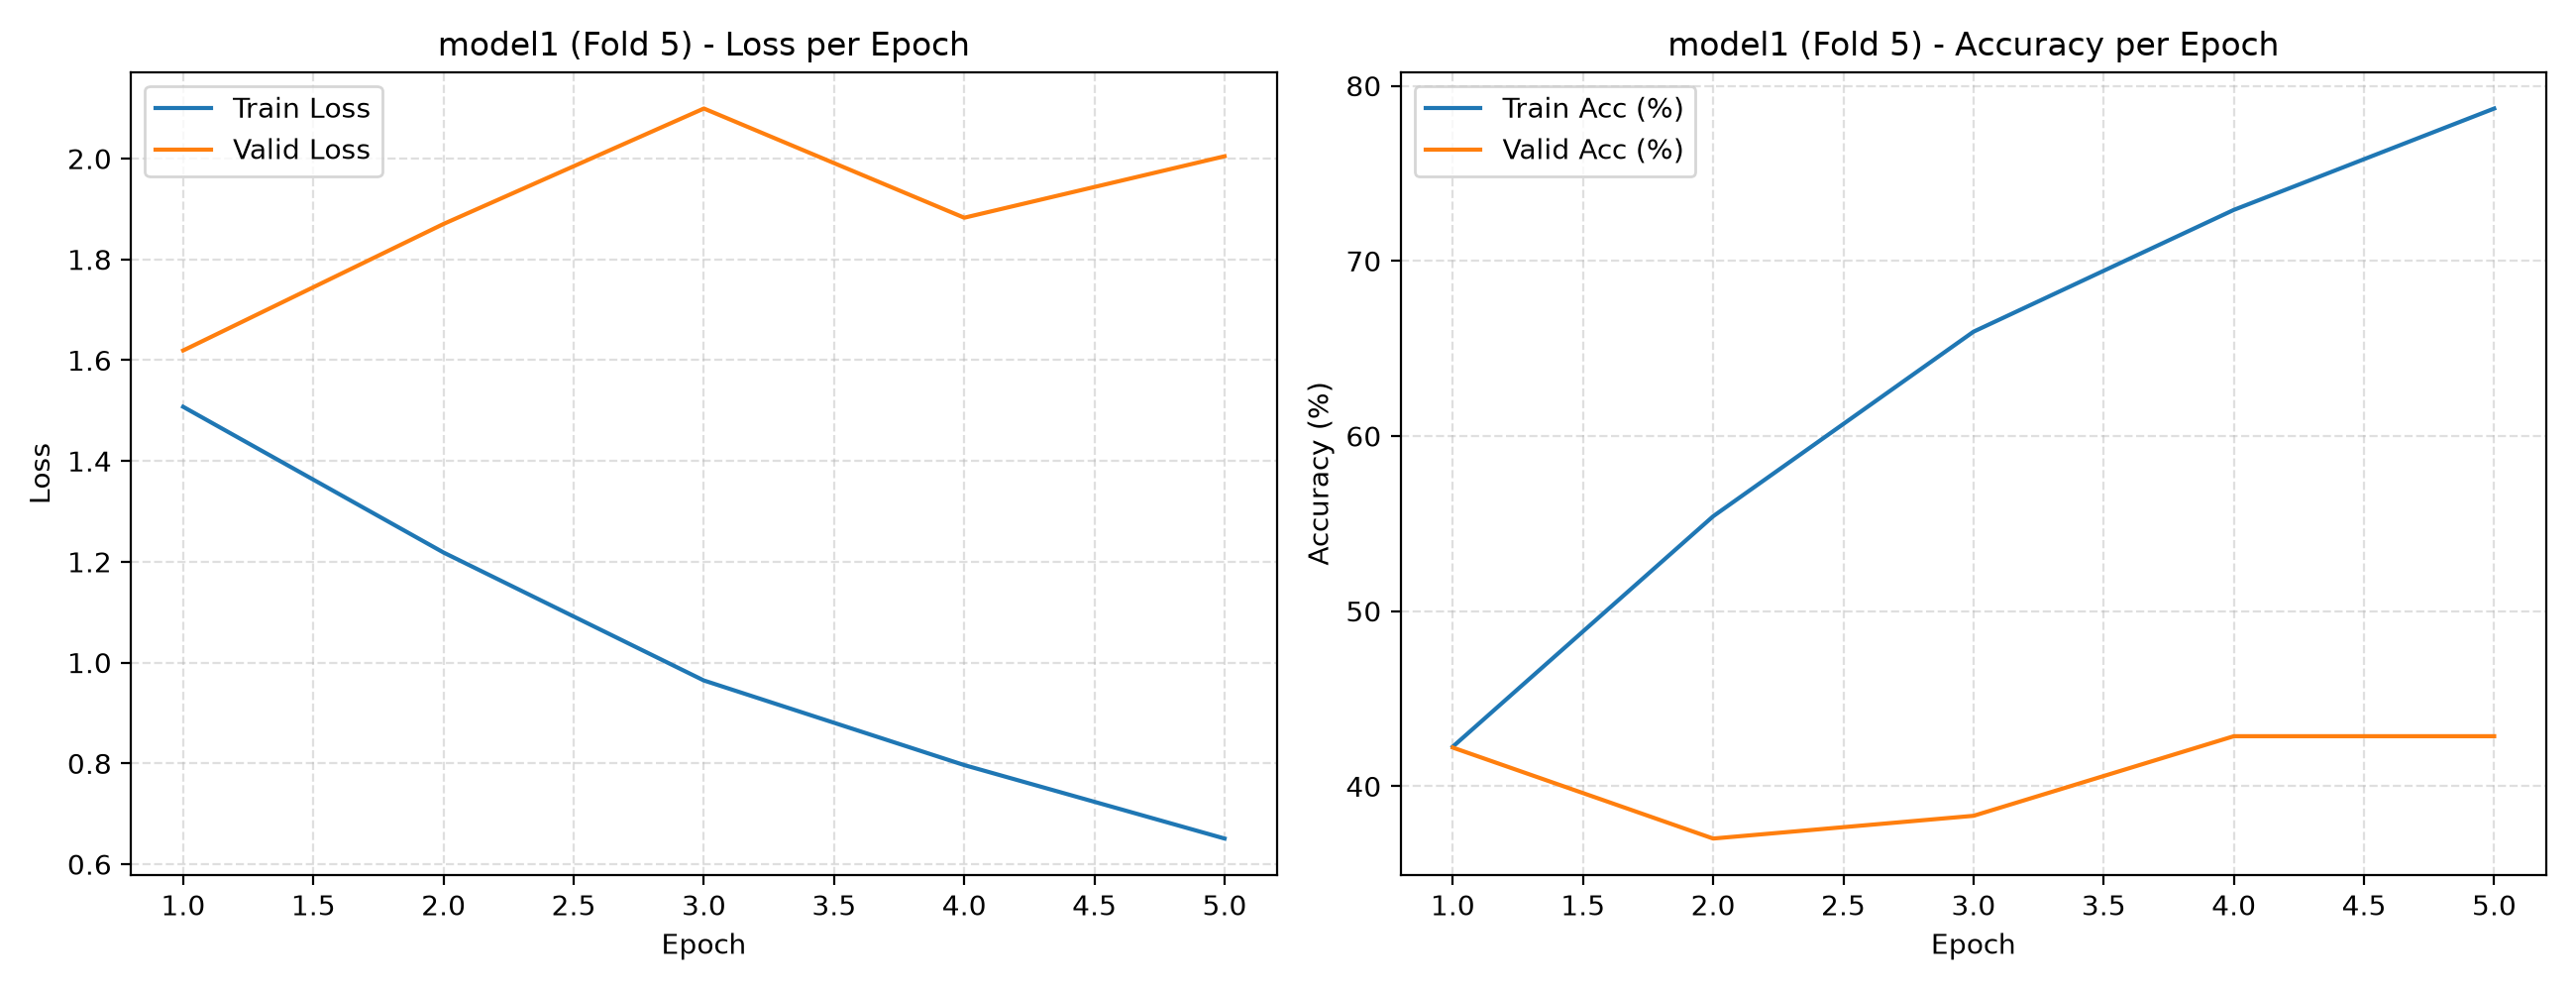 model1 (Fold 5) - Loss per Epoch
Train Loss
Valid Loss
2.0
1.8
1.6
1.4
1.2
1.0
0.8
0.6
Loss
1.0 1.5 2.0 2.5 3.0 3.5 4.0 4.5 5.0
Epoch
model1 (Fold 5) - Accuracy per Epoch
Train Acc (%)
Valid Acc (%)
80
70
60
50
40
Accuracy (%)
1.0 1.5 2.0 2.5 3.0 3.5 4.0 4.5 5.0
Epoch